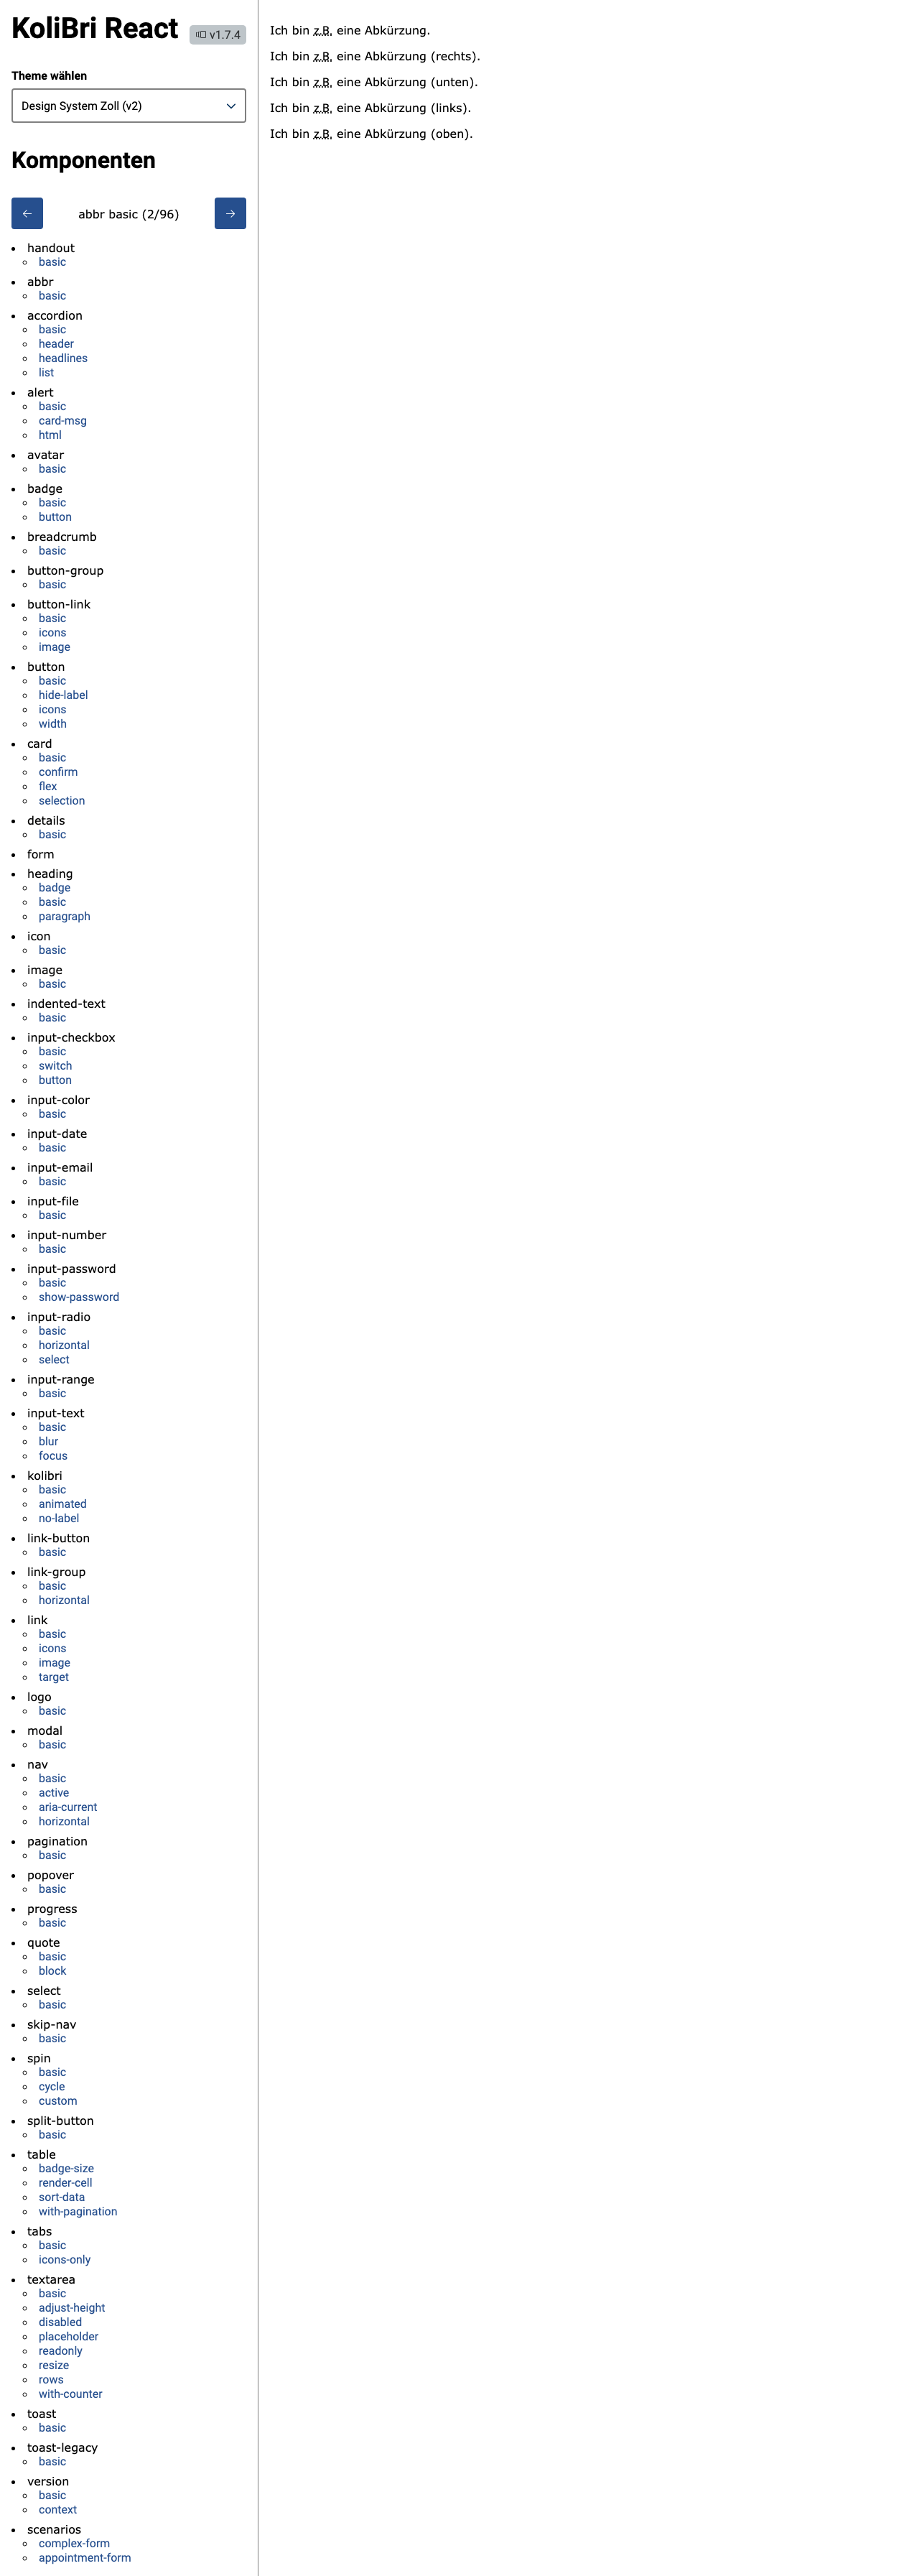 KoliBri React
v1.7.4
Theme wählen
Design System Zoll (v2)
Komponenten
abbr basic (2/96)
handout
basic
abbr
basic
accordion
basic
header
headlines
list
alert
basic
card-msg
html
avatar
basic
badge
basic
button
breadcrumb
basic
button-group
basic
button-link
basic
icons
image
button
basic
hide-label
icons
width
card
basic
confirm
flex
selection
details
basic
form
heading
badge
basic
paragraph
icon
basic
image
basic
indented-text
basic
input-checkbox
basic
switch
button
input-color
basic
input-date
basic
input-email
basic
input-file
basic
input-number
basic
input-password
basic
show-password
input-radio
basic
horizontal
select
input-range
basic
input-text
basic
blur
focus
kolibri
basic
animated
no-label
link-button
basic
link-group
basic
horizontal
link
basic
icons
image
target
logo
basic
modal
basic
nav
basic
active
aria-current
horizontal
pagination
basic
popover
basic
progress
basic
quote
basic
block
select
basic
skip-nav
basic
spin
basic
cycle
custom
split-button
basic
table
badge-size
render-cell
sort-data
with-pagination
tabs
basic
icons-only
textarea
basic
adjust-height
disabled
placeholder
readonly
resize
rows
with-counter
toast
basic
toast-legacy
basic
version
basic
context
scenarios
complex-form
appointment-form
Ich bin z.B. eine Abkürzung.
Ich bin z.B. eine Abkürzung (rechts).
Ich bin z.B. eine Abkürzung (unten).
Ich bin z.B. eine Abkürzung (links).
Ich bin z.B. eine Abkürzung (oben).